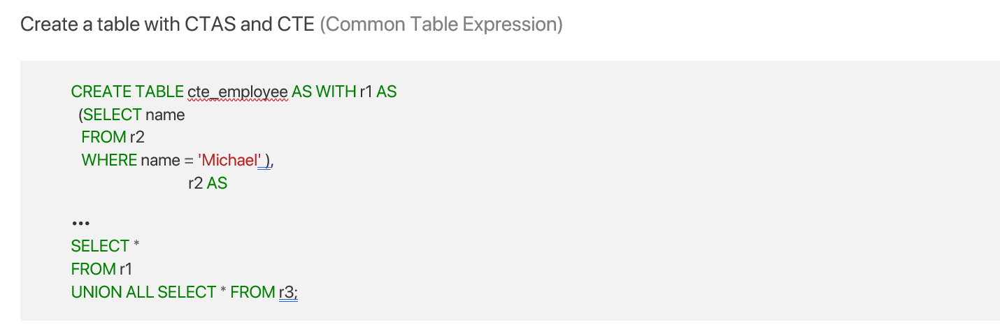 Create a table with CTAS and CTE (Common Table Expression)
CREATE TABLE cte_employee AS WITH r1 AS
(SELECT name
FROM r2
WHERE name = 'Michael' ),
r2 AS
...
SELECT *
FROM r1
UNION ALL SELECT * FROM r3;